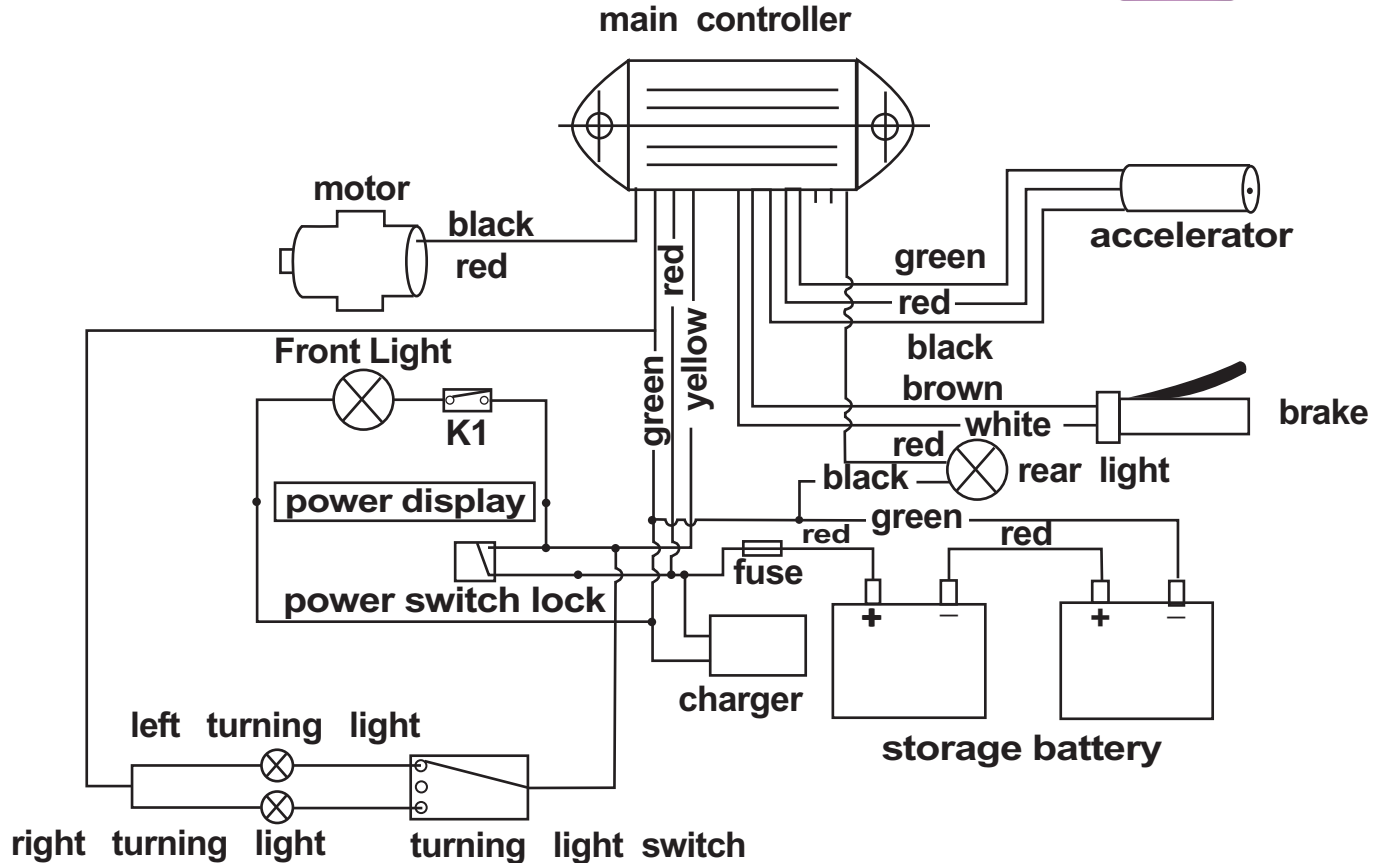 main controller
motor
black
red
red
yellow
green
accelerator
green
red
black
Front Light
K1
brown
white
brake
red
black
rear light
power display
green
red
red
fuse
power switch lock
+
—
+
—
charger
storage battery
left turning light
right turning light
turning light switch